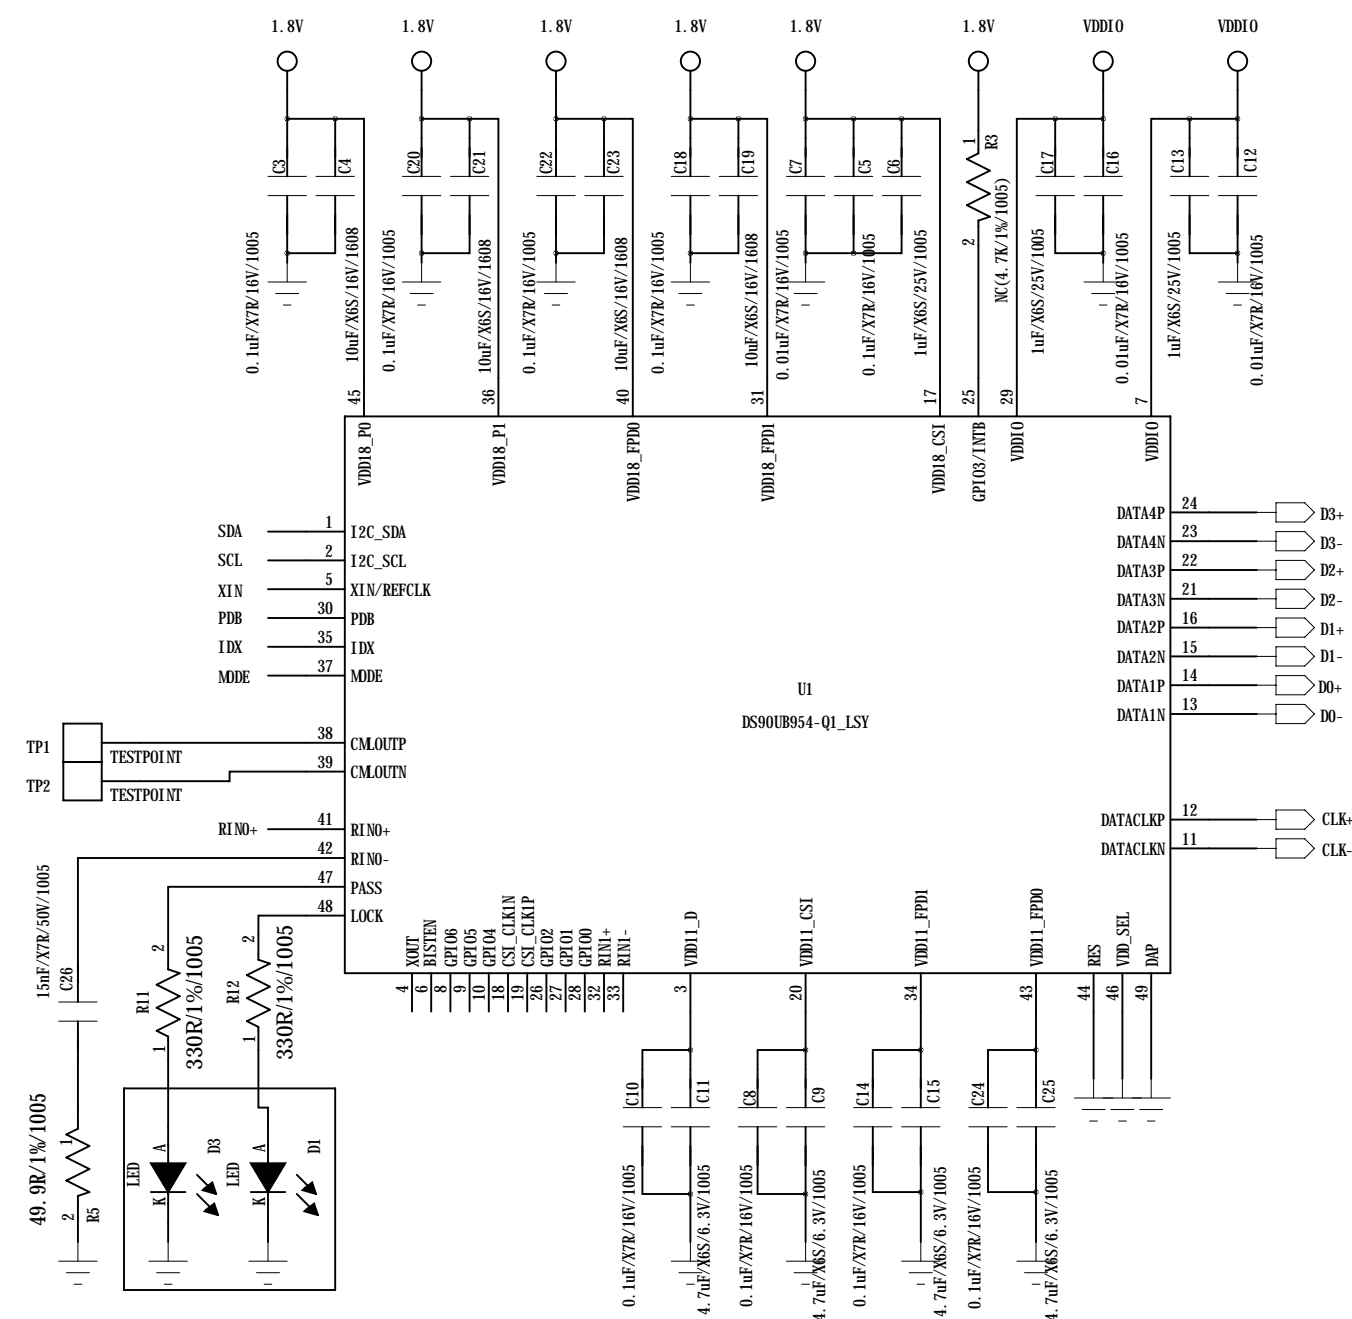 1.8V 1.8V 1.8V 1.8V 1.8V 1.8V VDDIO VDDIO
C3 C4 C20 C21 C22 C23 C18 C19 C7 C5 C6 1 R3 2 C17 C16 C13 C12
0.1uF/X7R/16V/1005
10uF/X6S/16V/1608
0.1uF/X7R/16V/1005
10uF/X6S/16V/1608
0.1uF/X7R/16V/1005
10uF/X6S/16V/1608
0.1uF/X7R/16V/1005
10uF/X6S/16V/1608
0.01uF/X7R/16V/1005
0.1uF/X7R/16V/1005
1uF/X6S/25V/1005
NC(4.7K/1%/1005)
1uF/X6S/25V/1005
0.01uF/X7R/16V/1005
1uF/X6S/25V/1005
0.01uF/X7R/16V/1005
45 36 40 31 17 25 29 7
VDD18_P0 VDD18_P1 VDD18_FPD0 VDD18_FPD1 VDD18_CSI GPIO3/INTB VDDIO VDDIO
SDA 1 I2C_SDA
SCL 2 I2C_SCL
XIN 5 XIN/REFCLK
PDB 30 PDB
IDX 35 IDX
MODE 37 MODE
TP1 TESTPOINT 38 CMLOUTP
TP2 TESTPOINT 39 CMLOUTN
RIN0+ 41 RIN0+
42 RIN0-
47 PASS
48 LOCK
U1
DS90UB954-Q1_LSY
DATA4P 24 D3+
DATA4N 23 D3-
DATA3P 22 D2+
DATA3N 21 D2-
DATA2P 16 D1+
DATA2N 15 D1-
DATA1P 14 D0+
DATA1N 13 D0-
DATACLKP 12 CLK+
DATACLKN 11 CLK-
XOUT BISTEN GPIO6 GPIO5 GPIO4 CSI_CLK1N CSI_CLK1P GPIO2 GPIO1 GPIO0 RIN1+ RIN1- VDD11_D VDD11_CSI VDD11_FPD1 VDD11_FPD0 RES VDD_SEL DAP
4 6 8 9 10 18 19 26 27 28 32 33 3 20 34 43 44 46 49
15nF/X7R/50V/1005
C26
2 R11 1
330R/1%/1005
2 R12 1
330R/1%/1005
49.9R/1%/1005
1 2 R5
LED A K D3
LED A K D1
C10 C11 C8 C9 C14 C15 C24 C25
0.1uF/X7R/16V/1005
4.7uF/X6S/6.3V/1005
0.1uF/X7R/16V/1005
4.7uF/X6S/6.3V/1005
0.1uF/X7R/16V/1005
4.7uF/X6S/6.3V/1005
0.1uF/X7R/16V/1005
4.7uF/X6S/6.3V/1005